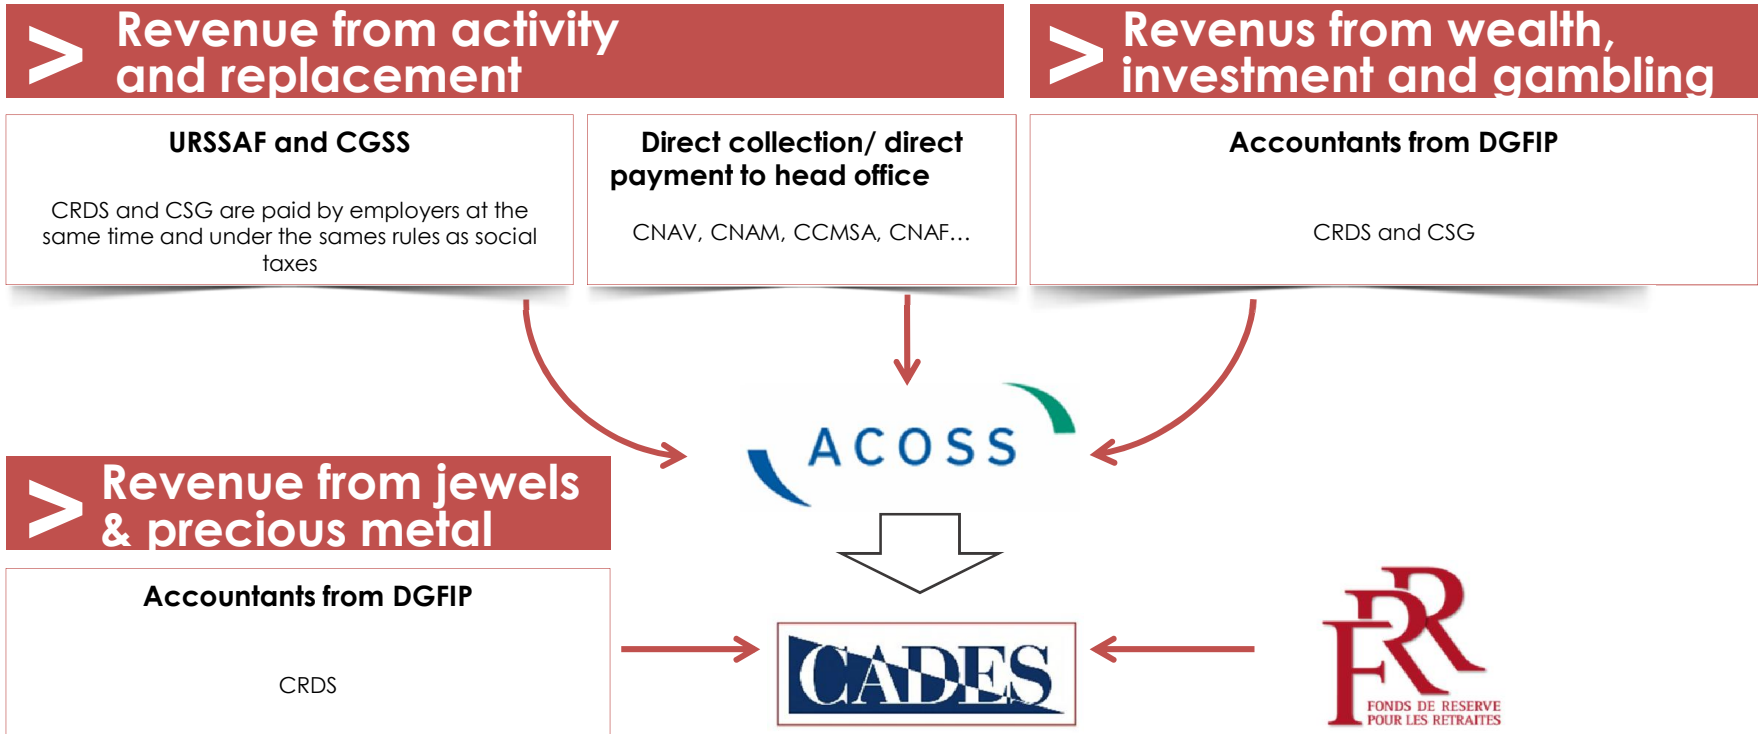 > Revenue from activity
and replacement
> Revenus from wealth,
investment and gambling
URSSAF and CGSS
CRDS and CSG are paid by employers at the
same time and under the sames rules as social
taxes
Direct collection/ direct
payment to head office
CNAV, CNAM, CCMSA, CNAF...
Accountants from DGFIP
CRDS and CSG
ACOSS
> Revenue from jewels
& precious metal
Accountants from DGFIP
CRDS
CADES
FRR
FONDS DE RESERVE
POUR LES RETRAITES